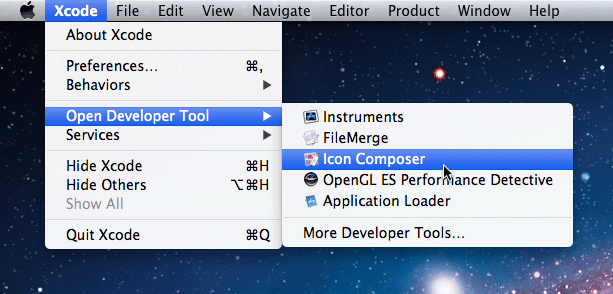 Xcode File Edit View Navigate Editor Product Window Help
About Xcode
Preferences... ⌘,
Behaviors ▶
Open Developer Tool ▶
Services ▶
Hide Xcode ⌘H
Hide Others ⌥⌘H
Show All
Quit Xcode ⌘Q
Instruments
FileMerge
Icon Composer
OpenGL ES Performance Detective
Application Loader
More Developer Tools...